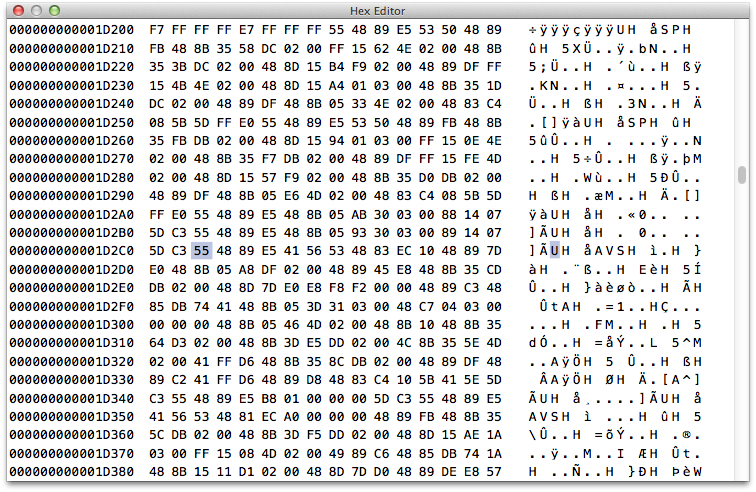 Hex Editor
000000000001D200 F7 FF FF FF E7 FF FF FF 55 48 89 E5 53 50 48 89 ÷ÿÿÿçÿÿÿUH åSPH
000000000001D210 FB 48 8B 35 58 DC 02 00 FF 15 62 4E 02 00 48 8B ûH 5XÜ..ÿ.bN..H
000000000001D220 35 3B DC 02 00 48 8D 15 B4 F9 02 00 48 89 DF FF 5;Ü..H .´ù..H ßÿ
000000000001D230 15 4B 4E 02 00 48 8D 15 A4 01 03 00 48 8B 35 1D .KN..H .¤...H 5.
000000000001D240 DC 02 00 48 89 DF 48 8B 05 33 4E 02 00 48 83 C4 Ü..H ßH .3N..H Ä
000000000001D250 08 5B 5D FF E0 55 48 89 E5 53 50 48 89 FB 48 8B .[]ÿàUH åSPH ûH
000000000001D260 35 FB DB 02 00 48 8D 15 94 01 03 00 FF 15 0E 4E 5ûÛ..H . ...ÿ..N
000000000001D270 02 00 48 8B 35 F7 DB 02 00 48 89 DF FF 15 FE 4D ..H 5÷Û..H ßÿ.þM
000000000001D280 02 00 48 8D 15 57 F9 02 00 48 8B 35 D0 DB 02 00 ..H .Wù..H 5ÐÛ..
000000000001D290 48 89 DF 48 8B 05 E6 4D 02 00 48 83 C4 08 5B 5D H ßH .æM..H Ä.[]
000000000001D2A0 FF E0 55 48 89 E5 48 8B 05 AB 30 03 00 88 14 07 ÿàUH åH .«0.. ..
000000000001D2B0 5D C3 55 48 89 E5 48 8B 05 93 30 03 00 89 14 07 ]ÃUH åH . 0.. ..
000000000001D2C0 5D C3 55 48 89 E5 41 56 53 48 83 EC 10 48 89 7D ]ÃUH åAVSH ì.H }
000000000001D2D0 E0 48 8B 05 A8 DF 02 00 48 89 45 E8 48 8B 35 CD àH .¨ß..H EèH 5Í
000000000001D2E0 DB 02 00 48 8D 7D E0 E8 F8 F2 00 00 48 89 C3 48 Û..H }àèøò..H ÃH
000000000001D2F0 85 DB 74 41 48 8B 05 3D 31 03 00 48 C7 04 03 00 ÛtAH .=1..HÇ...
000000000001D300 00 00 00 48 8B 05 46 4D 02 00 48 8B 10 48 8B 35 ...H .FM..H .H 5
000000000001D310 64 D3 02 00 48 8B 3D E5 DD 02 00 4C 8B 35 5E 4D dÓ..H =åÝ..L 5^M
000000000001D320 02 00 41 FF D6 48 8B 35 8C DB 02 00 48 89 DF 48 ..AÿÖH 5 Û..H ßH
000000000001D330 89 C2 41 FF D6 48 89 D8 48 83 C4 10 5B 41 5E 5D ÂAÿÖH ØH Ä.[A^]
000000000001D340 C3 55 48 89 E5 B8 01 00 00 00 5D C3 55 48 89 E5 ÃUH å¸....]ÃUH å
000000000001D350 41 56 53 48 81 EC A0 00 00 00 48 89 FB 48 8B 35 AVSH ì ...H ûH 5
000000000001D360 5C DB 02 00 48 8B 3D F5 DD 02 00 48 8D 15 AE 1A \Û..H =õÝ..H .®.
000000000001D370 03 00 FF 15 08 4D 02 00 49 89 C6 48 85 DB 74 1A ..ÿ..M..I ÆH Ût.
000000000001D380 48 8B 15 11 D1 02 00 48 8D 7D D0 48 89 DE E8 57 H ..Ñ..H }ÐH ÞèW